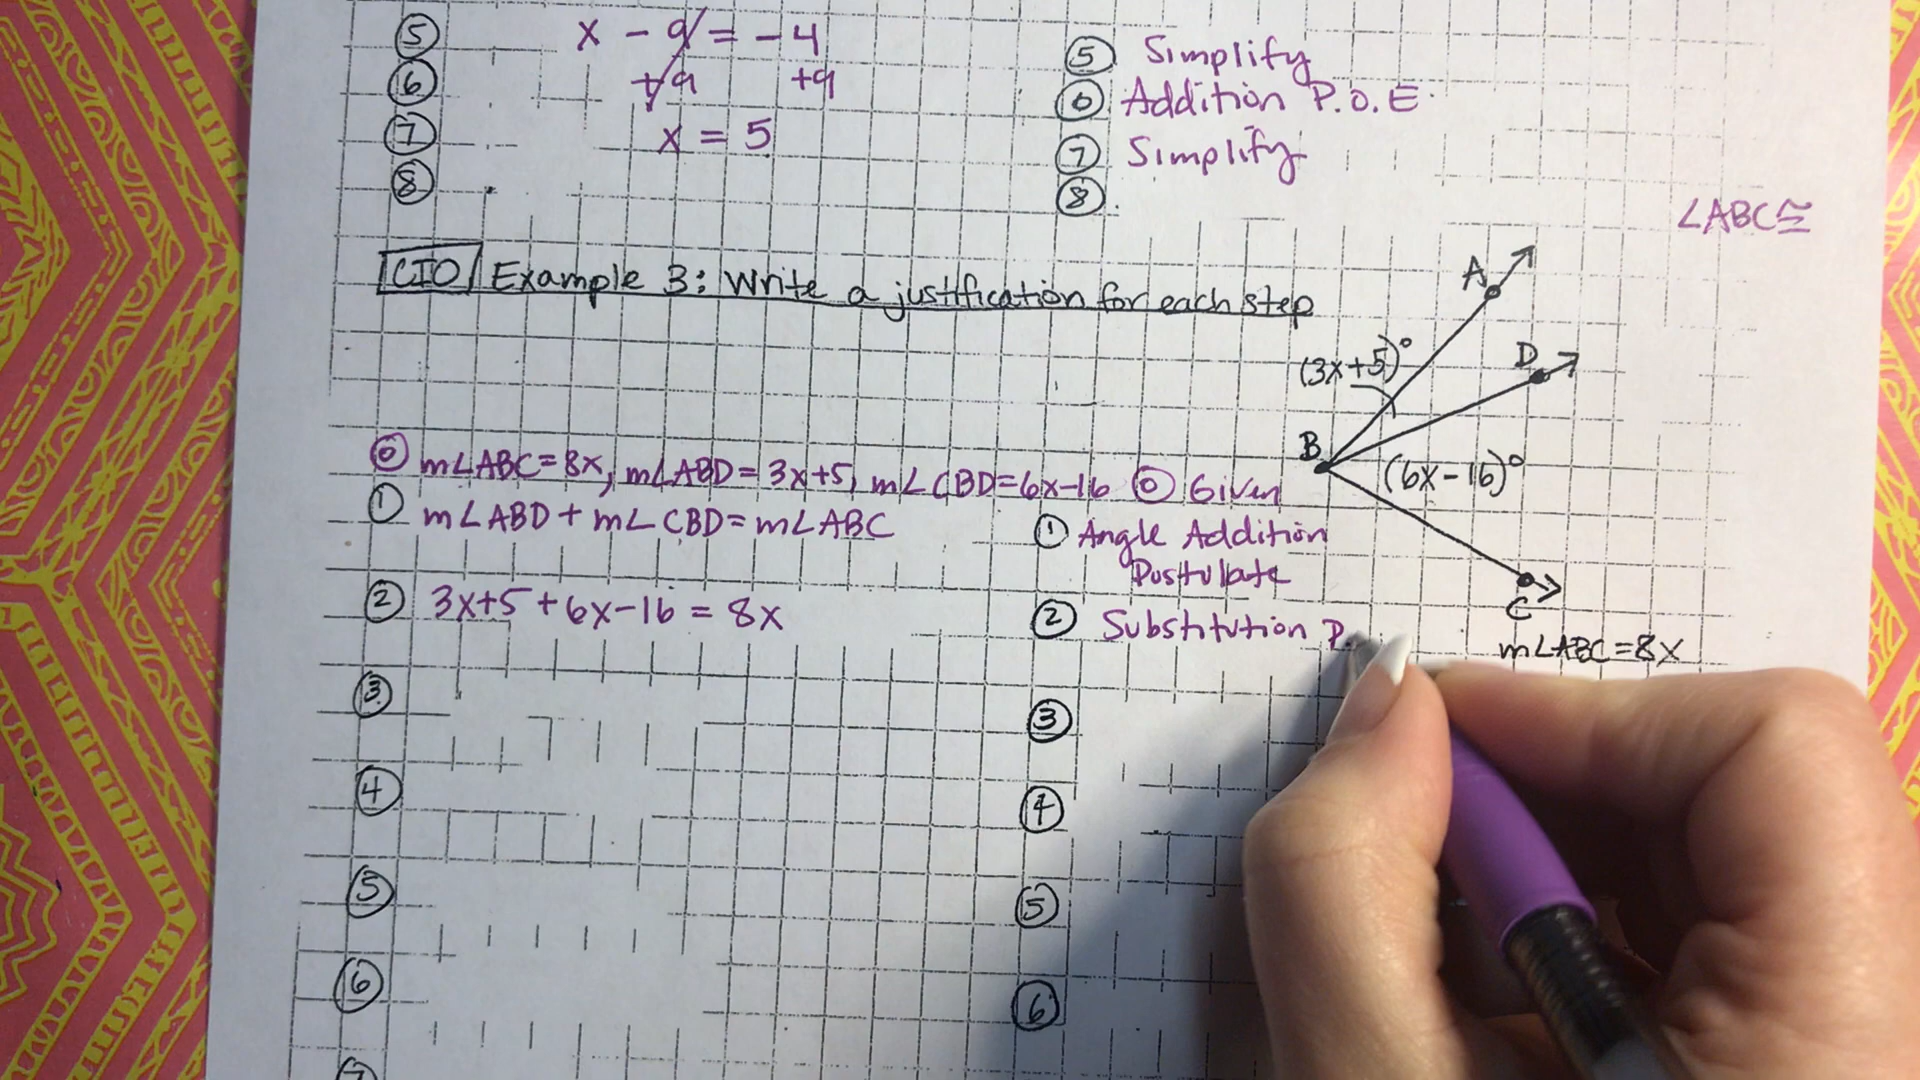 ⑤ x - 9 = -4
⑤ Simplify
⑥ +9 +9
⑥ Addition P.O.E
⑦ x = 5
⑦ Simplify
⑧
⑧
∠ABC≅
CIO Example 3: Write a justification for each step
A
D
(3x+5)°
B
(6x-16)°
C
m∠ABC=8x
⓪ m∠ABC=8x, m∠ABD=3x+5, m∠CBD=6x-16 ⓪ Given
① m∠ABD + m∠CBD=m∠ABC
① Angle Addition
Postulate
② 3x+5+6x-16 = 8x
② Substitution P.
③
③
④
④
⑤
⑤
⑥
⑥
⑦